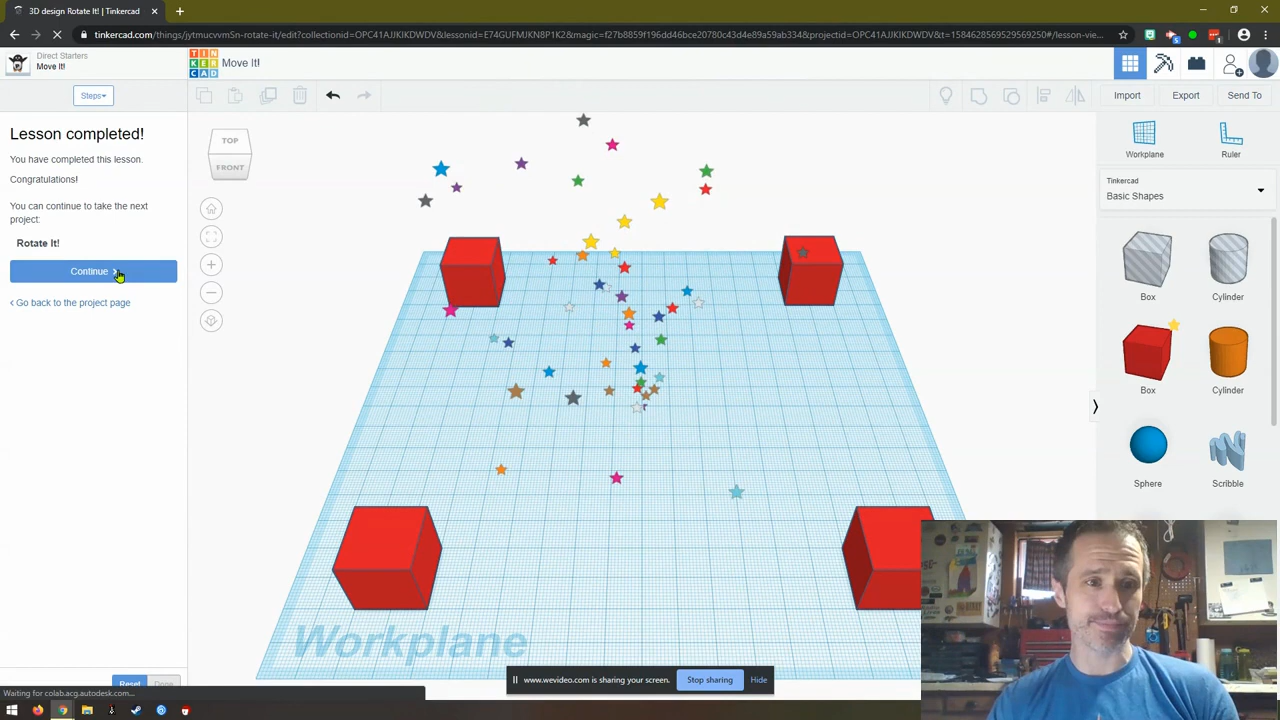 3D design Rotate It! | Tinkercad
tinkercad.com/things/jytmucvvmSn-rotate-it/edit?collectionid=OPC41AJJKIKDWDV&lessonid=E74GUFMJKN8P1K2&magic=f27b8859f196dd46bce20780c43d4e89a59ab334&projectid=OPC41AJJKIKDWDV&t=1584628569529569250#/lesson-vie...
Direct Starters
Move It!
TIN
KER
CAD
Move It!
Steps
Import
Export
Send To
Lesson completed!
You have completed this lesson.
Congratulations!
You can continue to take the next
project:
Rotate It!
Continue
Go back to the project page
TOP
FRONT
Workplane
Ruler
Tinkercad
Basic Shapes
Box
Cylinder
Box
Cylinder
Sphere
Scribble
Workplane
www.wevideo.com is sharing your screen.
Stop sharing
Hide
Reset
Done
Waiting for colab.acg.autodesk.com...